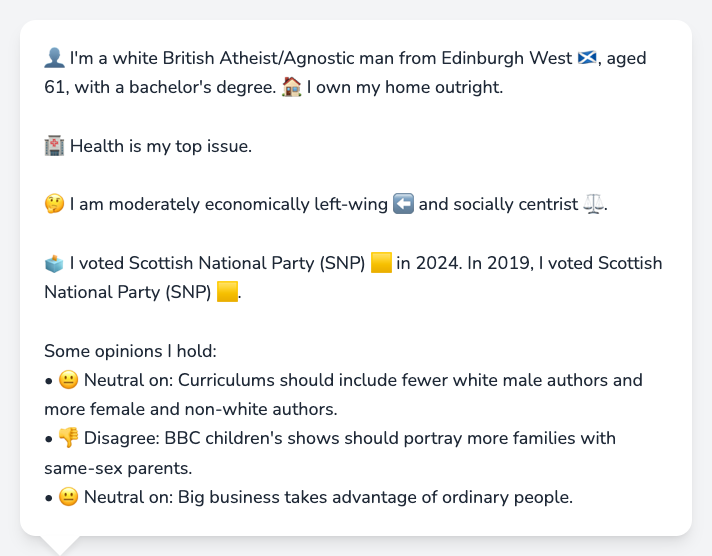 👤 I'm a white British Atheist/Agnostic man from Edinburgh West 🏴󠁧󠁢󠁳󠁣󠁴󠁿, aged
61, with a bachelor's degree. 🏠 I own my home outright.
🏥 Health is my top issue.
🤔 I am moderately economically left-wing ⬅️ and socially centrist ⚖️.
🗳️ I voted Scottish National Party (SNP) 🟨 in 2024. In 2019, I voted Scottish
National Party (SNP) 🟨.
Some opinions I hold:
• 😐 Neutral on: Curriculums should include fewer white male authors and
more female and non-white authors.
• 👎 Disagree: BBC children's shows should portray more families with
same-sex parents.
• 😐 Neutral on: Big business takes advantage of ordinary people.